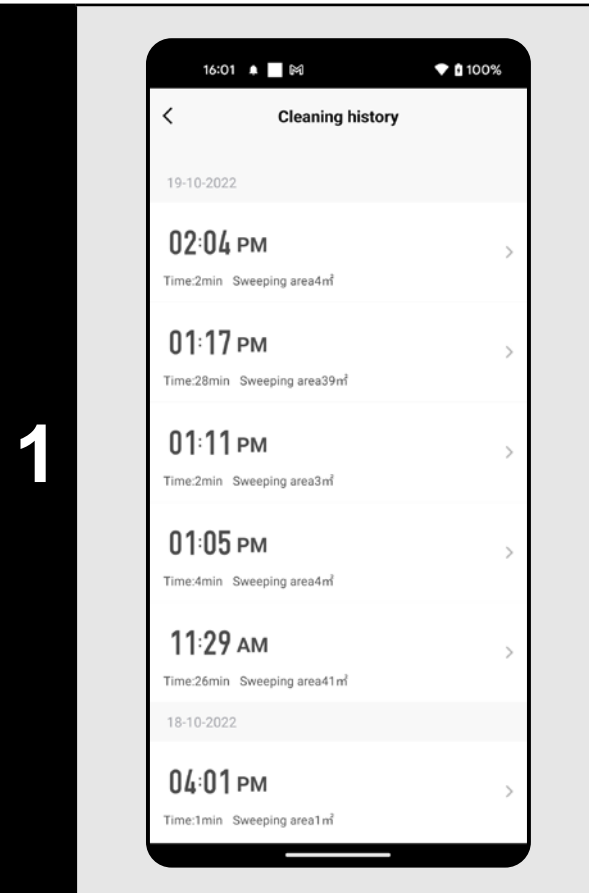 1
16:01 100%
Cleaning history
19-10-2022
02:04 PM
Time:2min Sweeping area4㎡
01:17 PM
Time:28min Sweeping area39㎡
01:11 PM
Time:2min Sweeping area3㎡
01:05 PM
Time:4min Sweeping area4㎡
11:29 AM
Time:26min Sweeping area41㎡
18-10-2022
04:01 PM
Time:1min Sweeping area1㎡